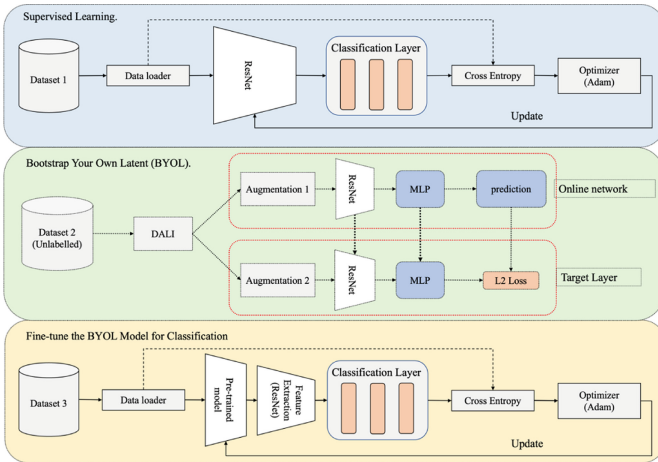 Supervised Learning.
Dataset 1
Data loader
ResNet
Classification Layer
Cross Entropy
Optimizer
(Adam)
Update
Bootstrap Your Own Latent (BYOL).
Dataset 2
(Unlabelled)
DALI
Augmentation 1
ResNet
MLP
prediction
Online network
Augmentation 2
ResNet
MLP
L2 Loss
Target Layer
Fine-tune the BYOL Model for Classification
Dataset 3
Data loader
Pre-trained
model
Feature
Extraction
(ResNet)
Classification Layer
Cross Entropy
Optimizer
(Adam)
Update